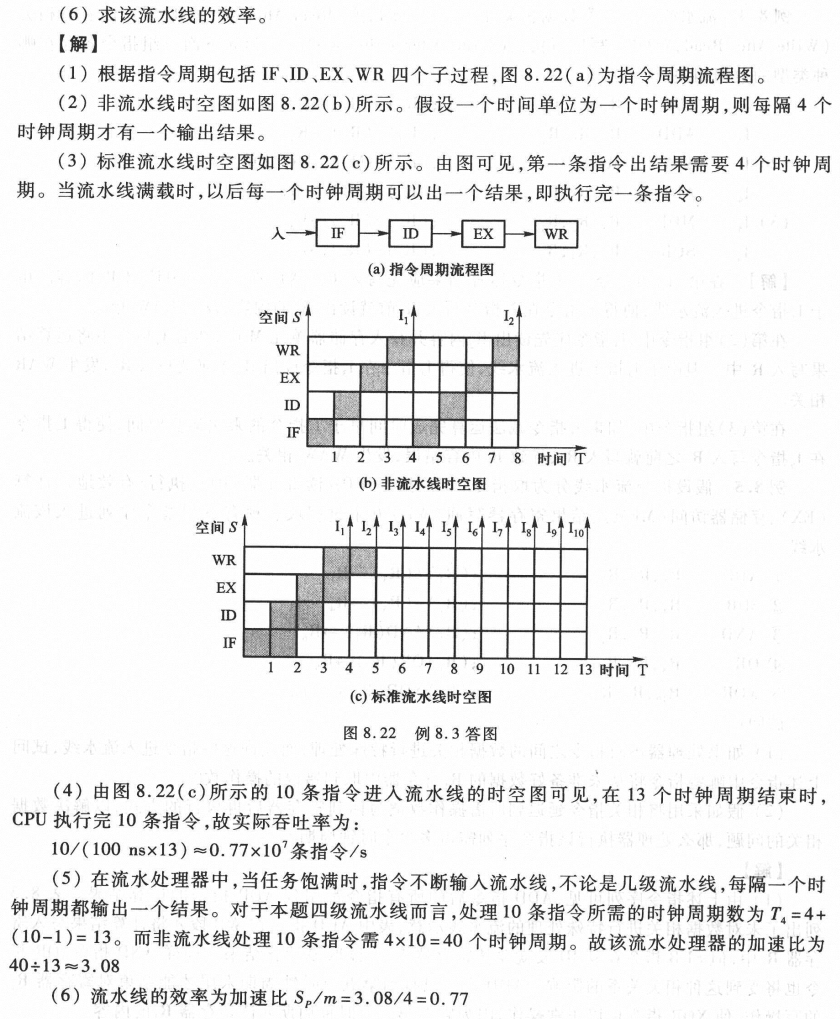 (6) 求该流水线的效率。
【解】
(1) 根据指令周期包括 IF、ID、EX、WR 四个子过程,图 8.22(a)为指令周期流程图。
(2) 非流水线时空图如图 8.22(b)所示。假设一个时间单位为一个时钟周期,则每隔 4 个
时钟周期才有一个输出结果。
(3) 标准流水线时空图如图 8.22(c)所示。由图可见,第一条指令出结果需要 4 个时钟周
期。当流水线满载时,以后每一个时钟周期可以出一个结果,即执行完一条指令。
入 IF ID EX WR
(a) 指令周期流程图
空间 S I₁ I₂
WR
EX
ID
IF
1 2 3 4 5 6 7 8 时间 T
(b) 非流水线时空图
空间 S I₁ I₂ I₃ I₄ I₅ I₆ I₇ I₈ I₉ I₁₀
WR
EX
ID
IF
1 2 3 4 5 6 7 8 9 10 11 12 13 时间 T
(c) 标准流水线时空图
图 8.22 例 8.3 答图
(4) 由图 8.22(c)所示的 10 条指令进入流水线的时空图可见,在 13 个时钟周期结束时,
CPU 执行完 10 条指令,故实际吞吐率为:
10/(100 ns×13)≈0.77×10⁷条指令/s
(5) 在流水处理器中,当任务饱满时,指令不断输入流水线,不论是几级流水线,每隔一个时
钟周期都输出一个结果。对于本题四级流水线而言,处理 10 条指令所需的时钟周期数为 T₄=4+
(10-1)=13。而非流水线处理 10 条指令需 4×10=40 个时钟周期。故该流水处理器的加速比为
40÷13≈3.08
(6) 流水线的效率为加速比 Sₚ/m=3.08/4=0.77